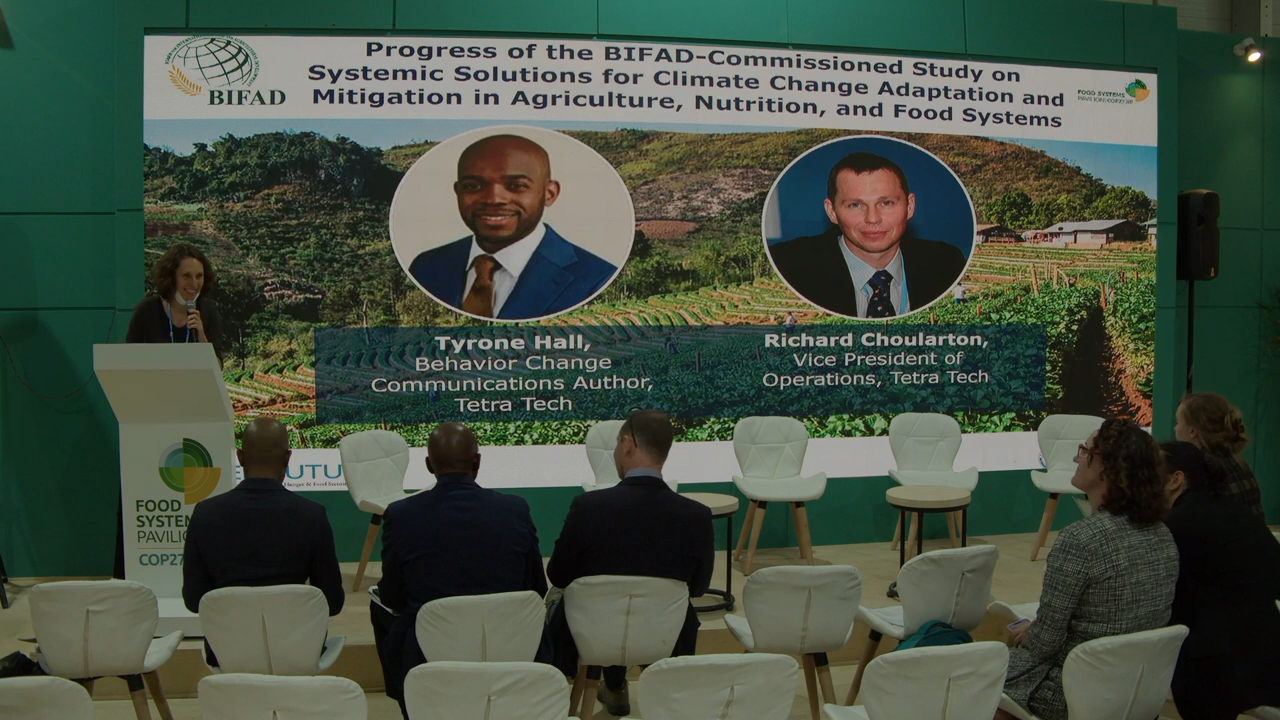 Progress of the BIFAD-Commissioned Study on
Systemic Solutions for Climate Change Adaptation and
Mitigation in Agriculture, Nutrition, and Food Systems
BIFAD
FOOD SYSTEMS
Tyrone Hall,
Behavior Change
Communications Author,
Tetra Tech
Richard Choularton,
Vice President of
Operations, Tetra Tech
UTU
FOOD
SYSTEM
PAVILIO
COP27